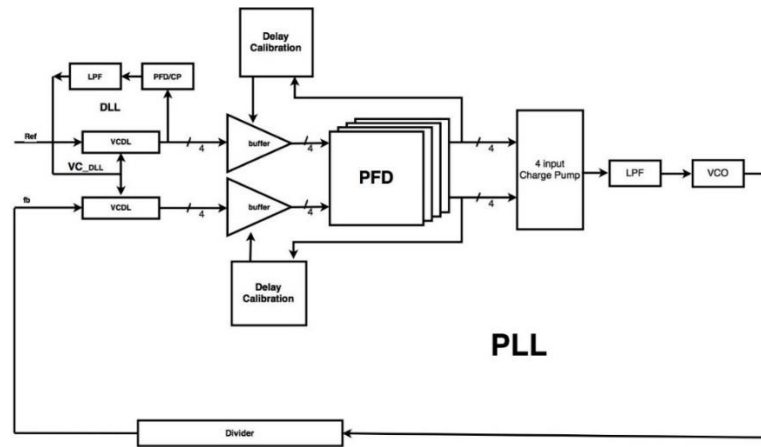 Delay
Calibration
LPF
PFD/CP
DLL
Ref
VCDL
4
buffer
4
4
VC_DLL
PFD
4 input
Charge Pump
LPF
VCO
fb
VCDL
4
buffer
4
4
Delay
Calibration
PLL
Divider